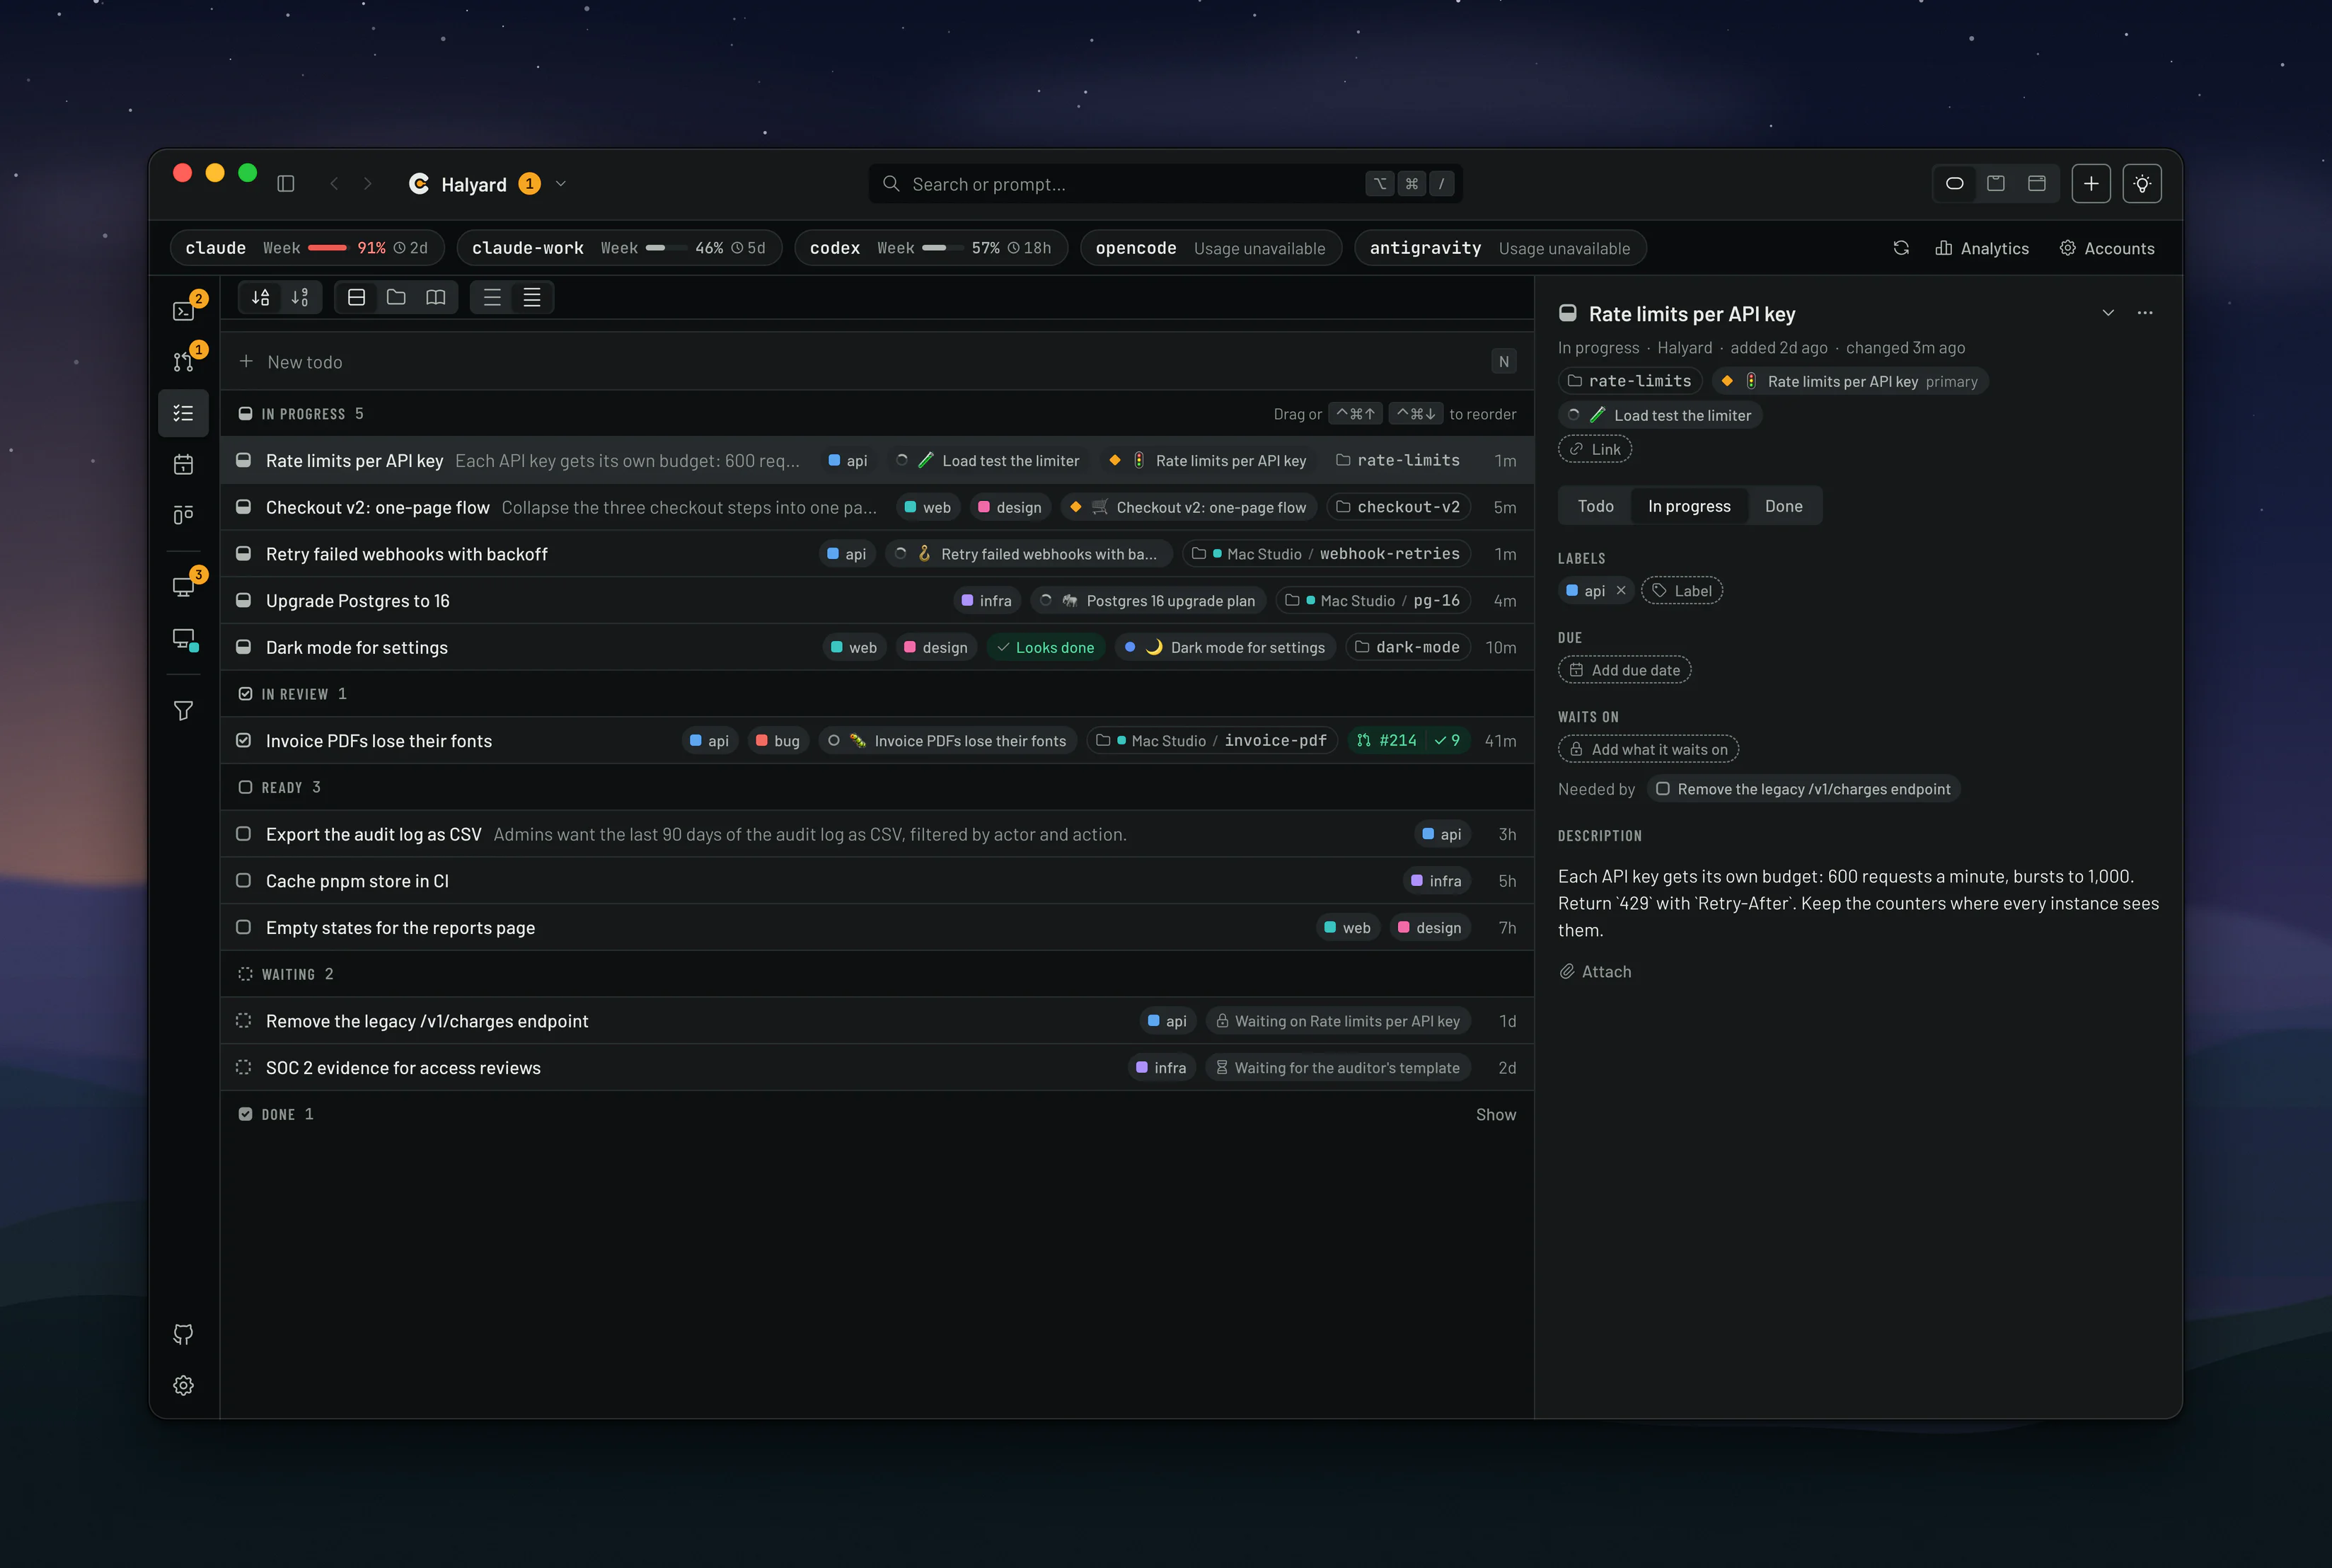 Halyard 1
Search or prompt... ⌥ ⌘ /
claude Week 91% 2d
claude-work Week 46% 5d
codex Week 57% 18h
opencode Usage unavailable
antigravity Usage unavailable
Analytics
Accounts
2
1
3
9
0
New todo N
IN PROGRESS 5 Drag or ^⌘↑ ^⌘↓ to reorder
Rate limits per API key Each API key gets its own budget: 600 req... api Load test the limiter Rate limits per API key rate-limits 1m
Checkout v2: one-page flow Collapse the three checkout steps into one pa... web design Checkout v2: one-page flow checkout-v2 5m
Retry failed webhooks with backoff api Retry failed webhooks with ba... Mac Studio / webhook-retries 1m
Upgrade Postgres to 16 infra Postgres 16 upgrade plan Mac Studio / pg-16 4m
Dark mode for settings web design Looks done Dark mode for settings dark-mode 10m
IN REVIEW 1
Invoice PDFs lose their fonts api bug Invoice PDFs lose their fonts Mac Studio / invoice-pdf #214 9 41m
READY 3
Export the audit log as CSV Admins want the last 90 days of the audit log as CSV, filtered by actor and action. api 3h
Cache pnpm store in CI infra 5h
Empty states for the reports page web design 7h
WAITING 2
Remove the legacy /v1/charges endpoint api Waiting on Rate limits per API key 1d
SOC 2 evidence for access reviews infra Waiting for the auditor's template 2d
DONE 1 Show
Rate limits per API key
In progress · Halyard · added 2d ago · changed 3m ago
rate-limits Rate limits per API key primary
Load test the limiter
Link
Todo In progress Done
LABELS
api × Label
DUE
Add due date
WAITS ON
Add what it waits on
Needed by Remove the legacy /v1/charges endpoint
DESCRIPTION
Each API key gets its own budget: 600 requests a minute, bursts to 1,000.
Return `429` with `Retry-After`. Keep the counters where every instance sees
them.
Attach